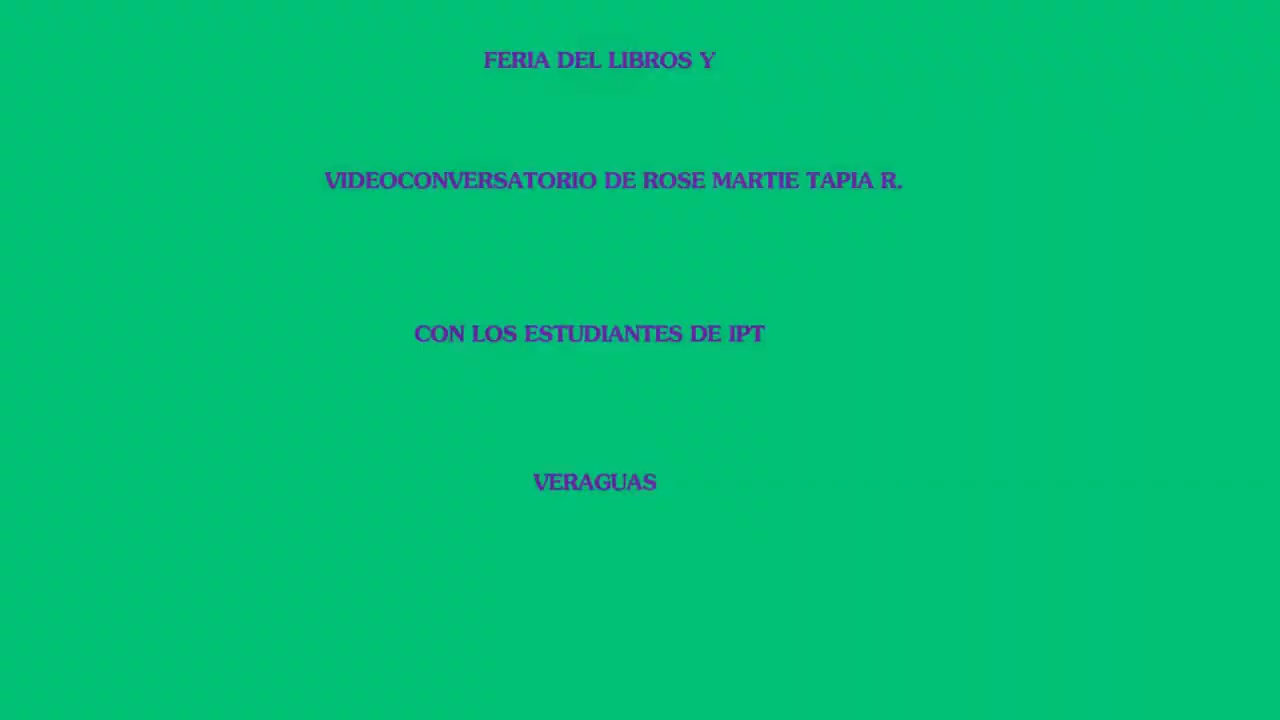 FERIA DEL LIBROS Y
VIDEOCONVERSATORIO DE ROSE MARTIE TAPIA R.
CON LOS ESTUDIANTES DE IPT
VERAGUAS